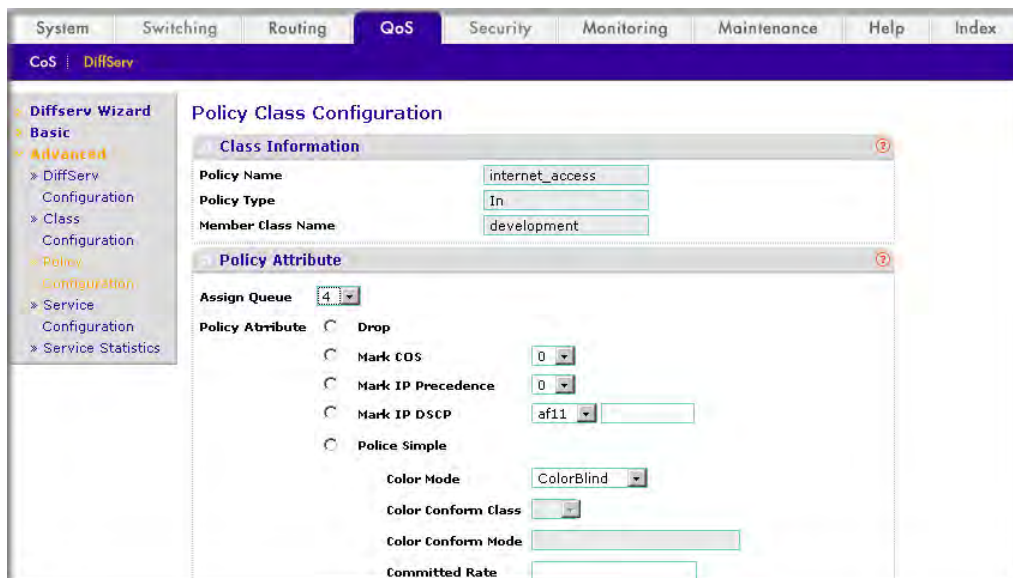 System Switching Routing QoS Security Monitoring Maintenance Help Index
CoS | DiffServ
Diffserv Wizard
Basic
Advanced
» DiffServ
Configuration
» Class
Configuration
Policy
Configuration
» Service
Configuration
» Service Statistics
Policy Class Configuration
Class Information ?
Policy Name internet_access
Policy Type In
Member Class Name development
Policy Attribute ?
Assign Queue 4
Policy Attribute Drop
Mark COS 0
Mark IP Precedence 0
Mark IP DSCP af11
Police Simple
Color Mode ColorBlind
Color Conform Class
Color Conform Mode
Committed Rate